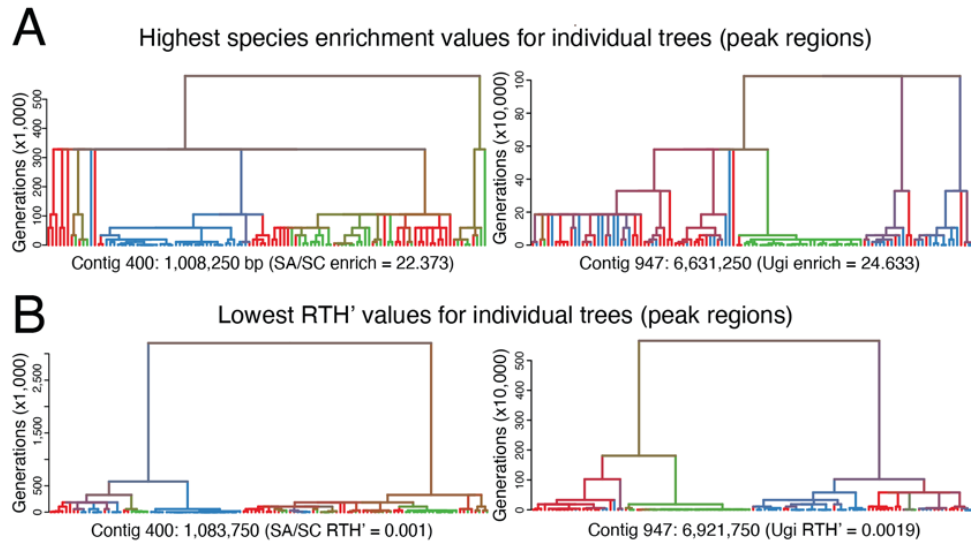 A
Highest species enrichment values for individual trees (peak regions)
Generations (x1,000)
500
400
300
200
100
0
Contig 400: 1,008,250 bp (SA/SC enrich = 22.373)
Generations (x10,000)
100
80
60
40
20
0
Contig 947: 6,631,250 (Ugi enrich = 24.633)
B
Lowest RTH’ values for individual trees (peak regions)
Generations (x1,000)
2,500
1,500
500
0
Contig 400: 1,083,750 (SA/SC RTH’ = 0.001)
Generations (x10,000)
500
400
300
200
100
0
Contig 947: 6,921,750 (Ugi RTH’ = 0.0019)